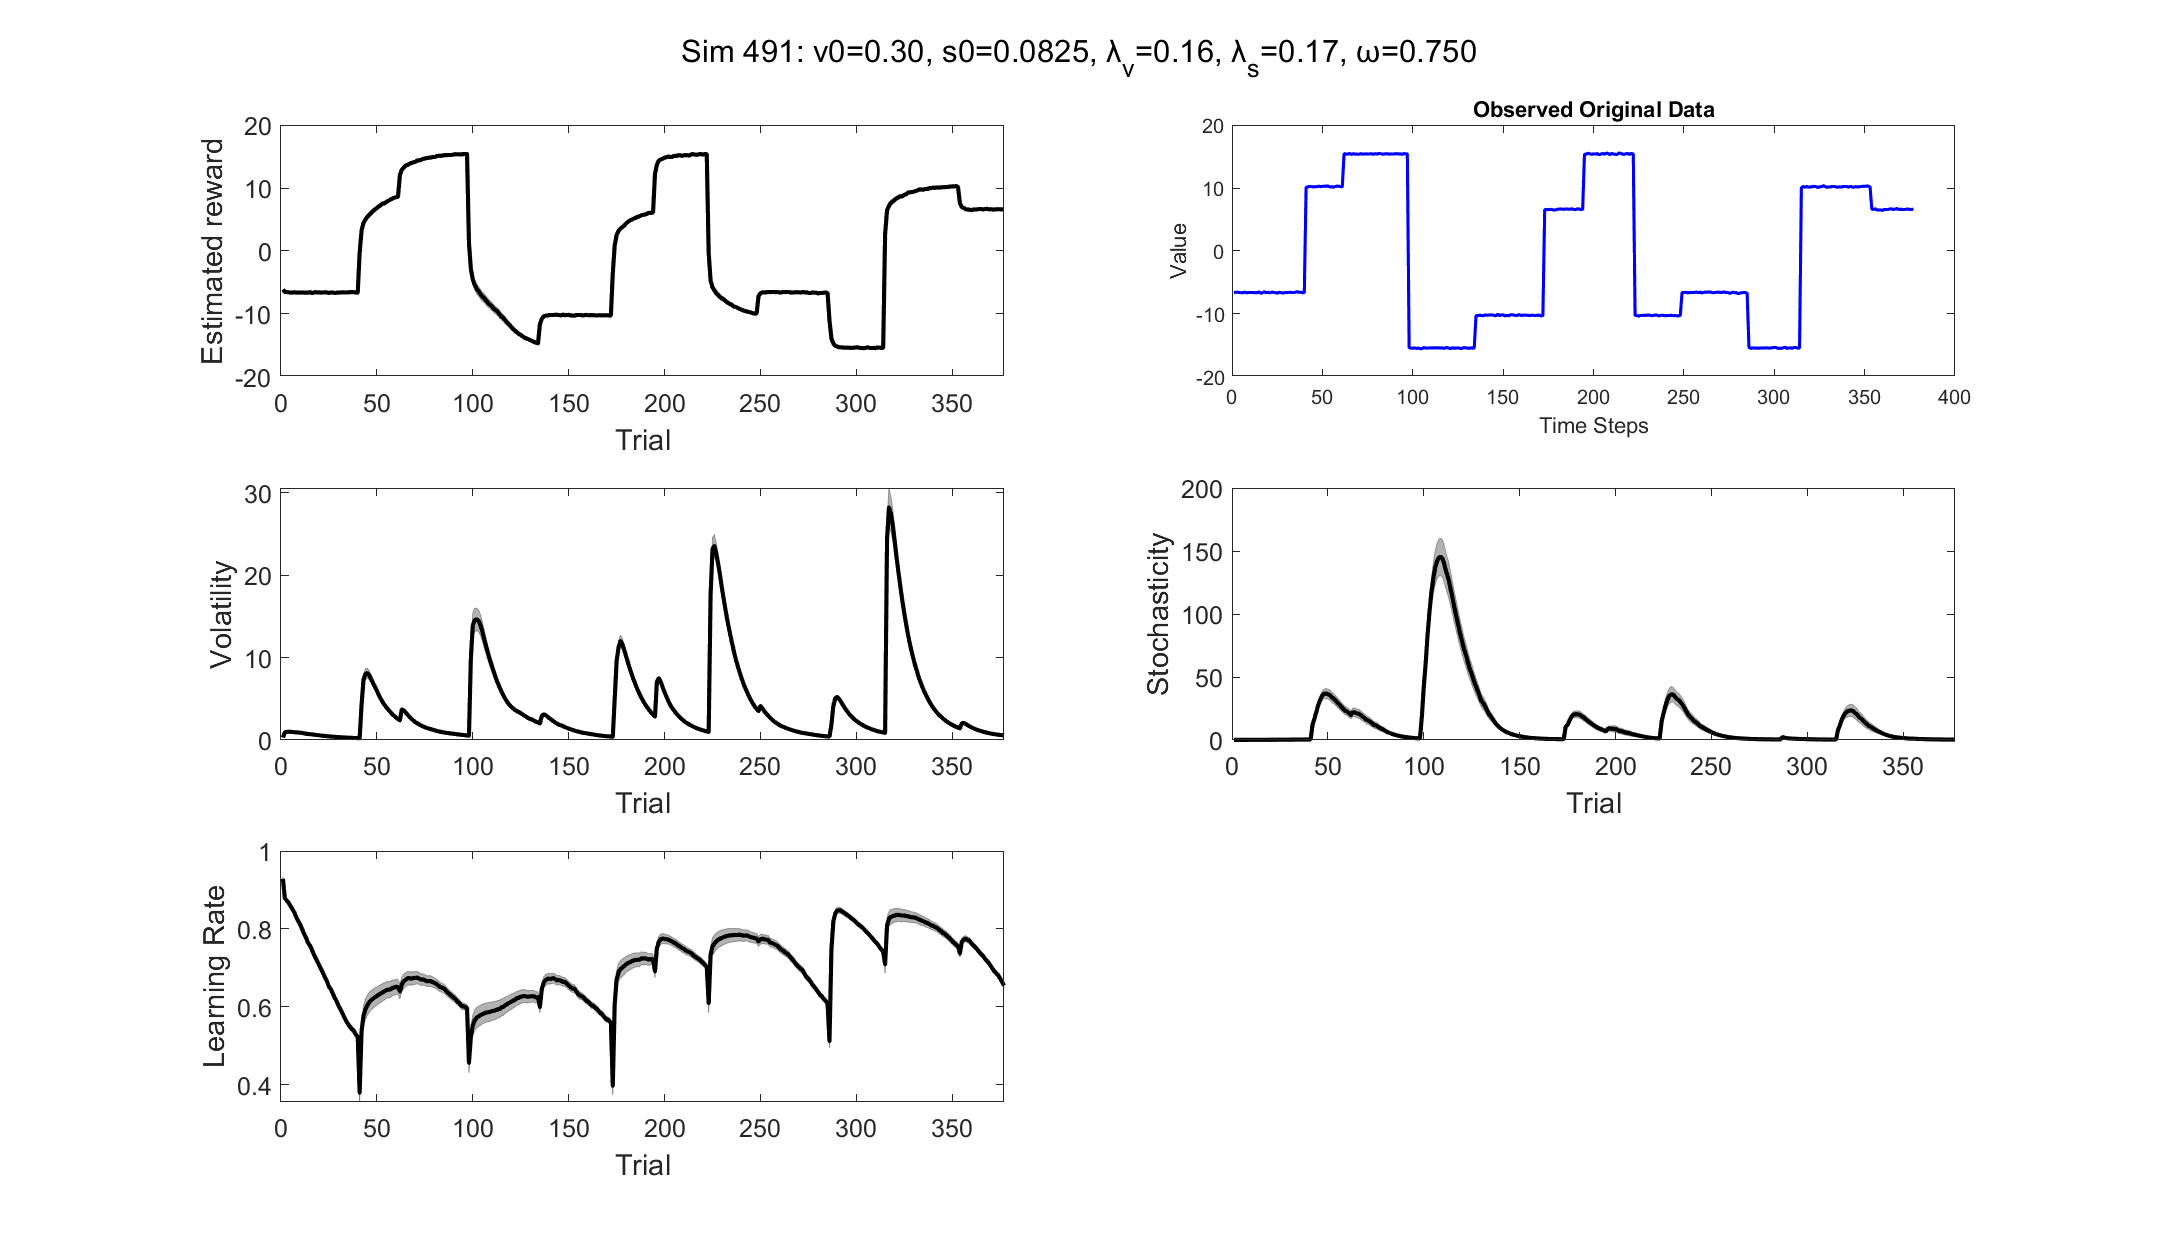 Sim 491: v0=0.30, s0=0.0825, λ_v=0.16, λ_s=0.17, ω=0.750
20
10
0
-10
-20
Estimated reward
0 50 100 150 200 250 300 350
Trial
Observed Original Data
20
10
0
-10
-20
Value
0 50 100 150 200 250 300 350 400
Time Steps
30
20
10
0
Volatility
0 50 100 150 200 250 300 350
Trial
200
150
100
50
0
Stochasticity
0 50 100 150 200 250 300 350
Trial
1
0.8
0.6
0.4
Learning Rate
0 50 100 150 200 250 300 350
Trial